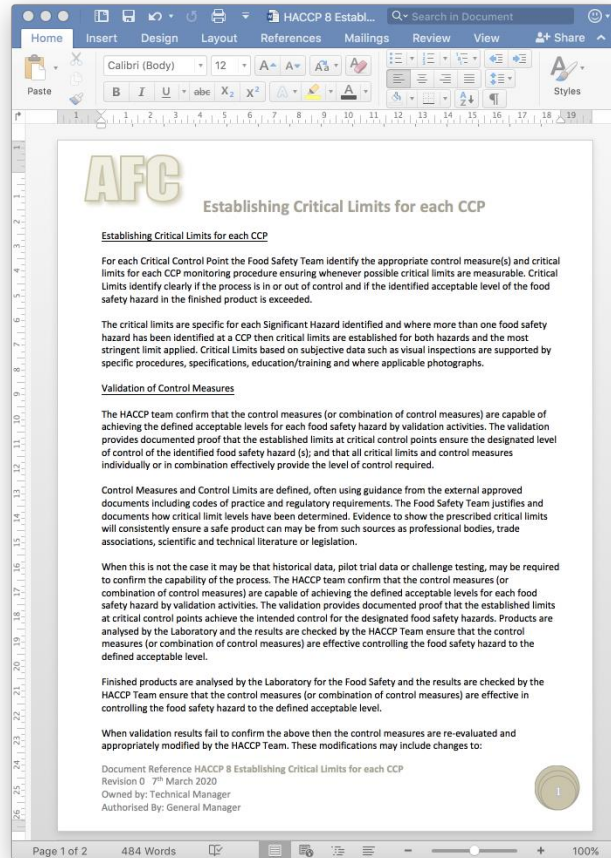 HACCP 8 Establ...
Search in Document
Home Insert Design Layout References Mailings Review View Share
Calibri (Body) 12
Paste
B I U abc X₂ X²
Styles
AFC
Establishing Critical Limits for each CCP
Establishing Critical Limits for each CCP
For each Critical Control Point the Food Safety Team identify the appropriate control measure(s) and critical
limits for each CCP monitoring procedure ensuring whenever possible critical limits are measurable. Critical
Limits identify clearly if the process is in or out of control and if the identified acceptable level of the food
safety hazard in the finished product is exceeded.
The critical limits are specific for each Significant Hazard identified and where more than one food safety
hazard has been identified at a CCP then critical limits are established for both hazards and the most
stringent limit applied. Critical Limits based on subjective data such as visual inspections are supported by
specific procedures, specifications, education/training and where applicable photographs.
Validation of Control Measures
The HACCP team confirm that the control measures (or combination of control measures) are capable of
achieving the defined acceptable levels for each food safety hazard by validation activities. The validation
provides documented proof that the established limits at critical control points ensure the designated level
of control of the identified food safety hazard (s); and that all critical limits and control measures
individually or in combination effectively provide the level of control required.
Control Measures and Control Limits are defined, often using guidance from the external approved
documents including codes of practice and regulatory requirements. The Food Safety Team justifies and
documents how critical limit levels have been determined. Evidence to show the prescribed critical limits
will consistently ensure a safe product can may be from such sources as professional bodies, trade
associations, scientific and technical literature or legislation.
When this is not the case it may be that historical data, pilot trial data or challenge testing, may be required
to confirm the capability of the process. The HACCP team confirm that the control measures (or
combination of control measures) are capable of achieving the defined acceptable levels for each food
safety hazard by validation activities. The validation provides documented proof that the established limits
at critical control points achieve the intended control for the designated food safety hazards. Products are
analysed by the Laboratory and the results are checked by the HACCP Team ensure that the control
measures (or combination of control measures) are effective controlling the food safety hazard to the
defined acceptable level.
Finished products are analysed by the Laboratory for the Food Safety and the results are checked by the
HACCP Team ensure that the control measures (or combination of control measures) are effective in
controlling the food safety hazard to the defined acceptable level.
When validation results fail to confirm the above then the control measures are re-evaluated and
appropriately modified by the HACCP Team. These modifications may include changes to:
Document Reference HACCP 8 Establishing Critical Limits for each CCP
Revision 0 7th March 2020
Owned by: Technical Manager
Authorised By: General Manager
1
Page 1 of 2 484 Words 100%